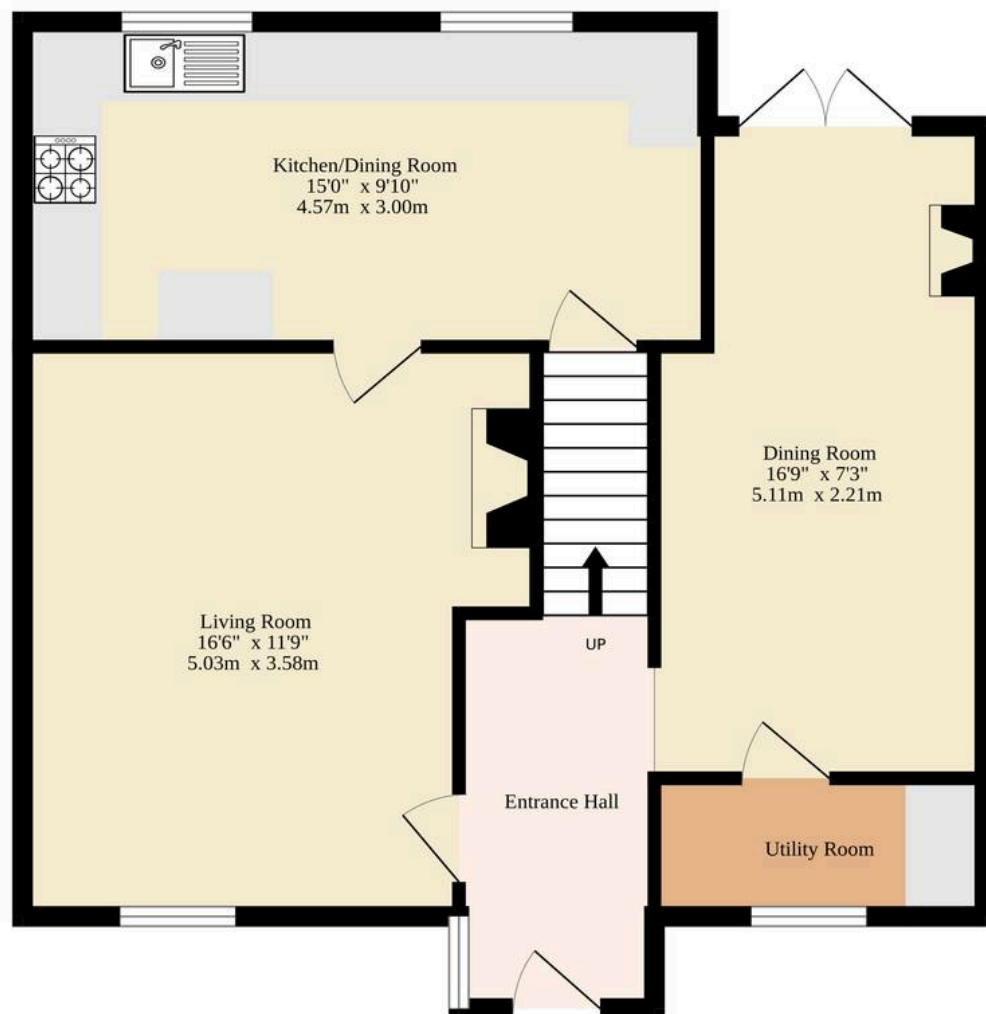 Kitchen/Dining Room
15'0" x 9'10"
4.57m x 3.00m
Dining Room
16'9" x 7'3"
5.11m x 2.21m
Living Room
16'6" x 11'9"
5.03m x 3.58m
UP
Entrance Hall
Utility Room